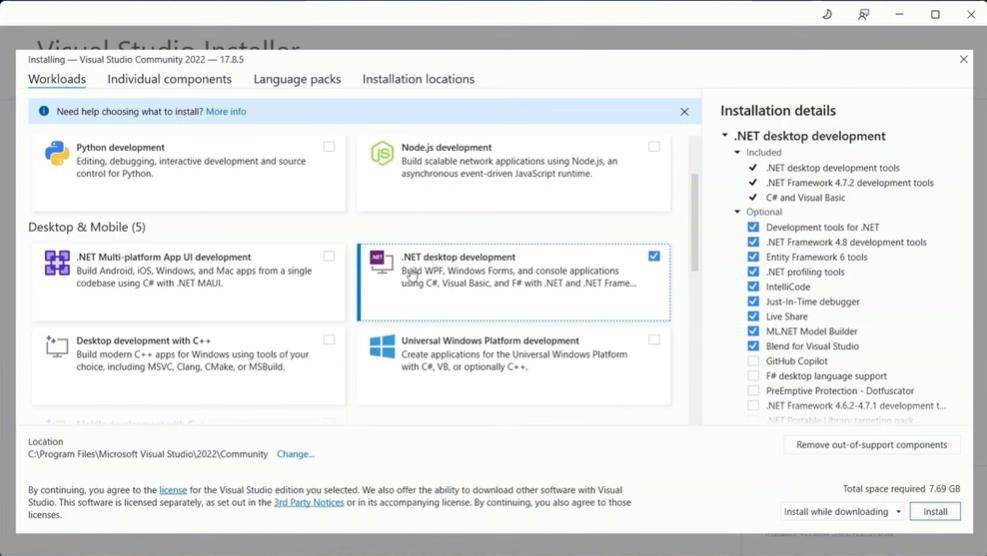 Visual Studio Installer
Installing — Visual Studio Community 2022 — 17.8.5
Workloads
Individual components
Language packs
Installation locations
Need help choosing what to install? More info
Python development
Editing, debugging, interactive development and source
control for Python.
Node.js development
Build scalable network applications using Node.js, an
asynchronous event-driven JavaScript runtime.
Desktop & Mobile (5)
.NET Multi-platform App UI development
Build Android, iOS, Windows, and Mac apps from a single
codebase using C# with .NET MAUI.
.NET desktop development
Build WPF, Windows Forms, and console applications
using C#, Visual Basic, and F# with .NET and .NET Frame...
Desktop development with C++
Build modern C++ apps for Windows using tools of your
choice, including MSVC, Clang, CMake, or MSBuild.
Universal Windows Platform development
Create applications for the Universal Windows Platform
with C#, VB, or optionally C++.
Mobile development with C++
Installation details
.NET desktop development
Included
.NET desktop development tools
.NET Framework 4.7.2 development tools
C# and Visual Basic
Optional
Development tools for .NET
.NET Framework 4.8 development tools
Entity Framework 6 tools
.NET profiling tools
IntelliCode
Just-In-Time debugger
Live Share
ML.NET Model Builder
Blend for Visual Studio
GitHub Copilot
F# desktop language support
PreEmptive Protection - Dotfuscator
.NET Framework 4.6.2-4.7.1 development t...
.NET Portable Library targeting pack
Location
C:\Program Files\Microsoft Visual Studio\2022\Community Change...
Remove out-of-support components
By continuing, you agree to the license for the Visual Studio edition you selected. We also offer the ability to download other software with Visual
Studio. This software is licensed separately, as set out in the 3rd Party Notices or in its accompanying license. By continuing, you also agree to those
licenses.
Total space required 7.69 GB
Install while downloading
Install